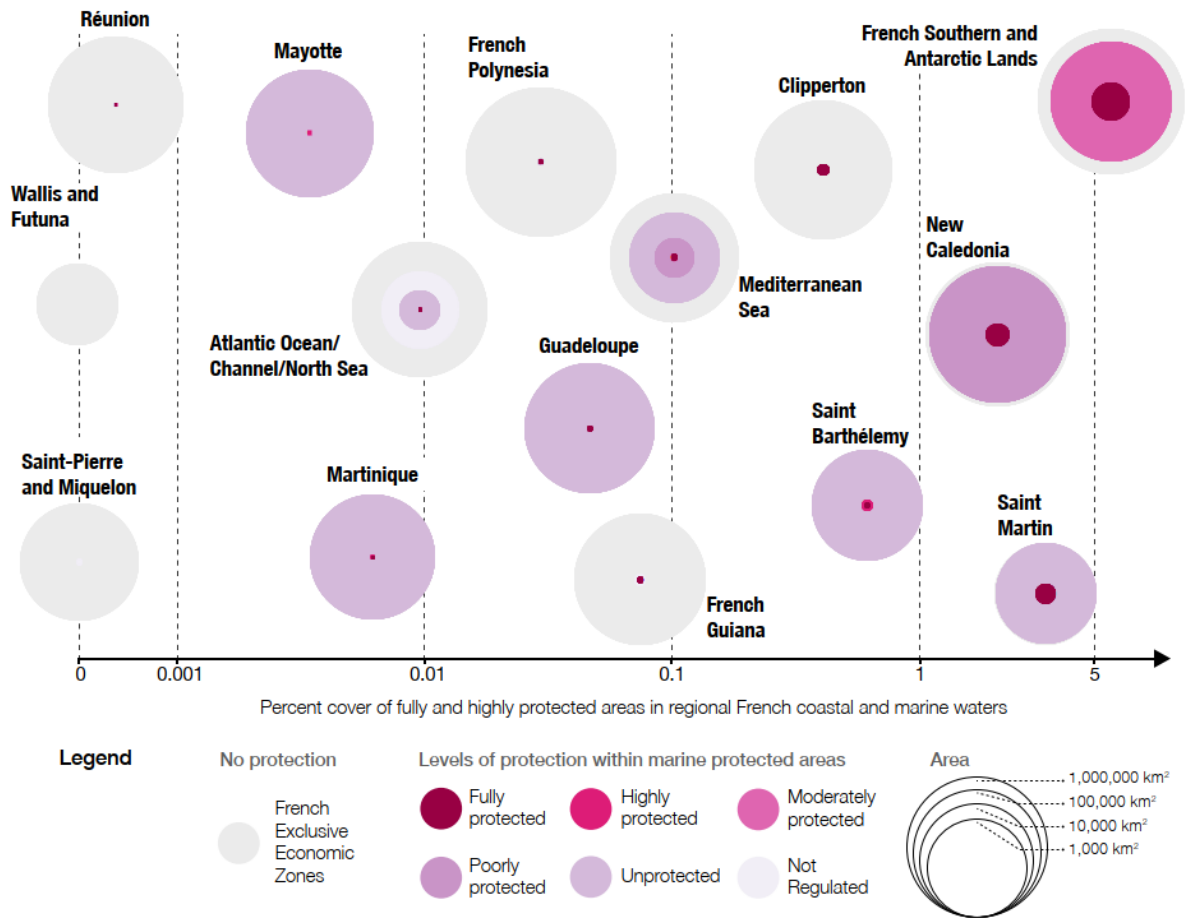 Réunion
Mayotte
French
Polynesia
Clipperton
French Southern and
Antarctic Lands
Wallis and
Futuna
Atlantic Ocean/
Channel/North Sea
Mediterranean
Sea
New
Caledonia
Guadeloupe
Saint
Barthélemy
Saint-Pierre
and Miquelon
Martinique
French
Guiana
Saint
Martin
0
0.001
0.01
0.1
1
5
Percent cover of fully and highly protected areas in regional French coastal and marine waters
Legend
No protection
French
Exclusive
Economic
Zones
Levels of protection within marine protected areas
Fully
protected
Highly
protected
Moderately
protected
Poorly
protected
Unprotected
Not
Regulated
Area
1,000,000 km²
100,000 km²
10,000 km²
1,000 km²